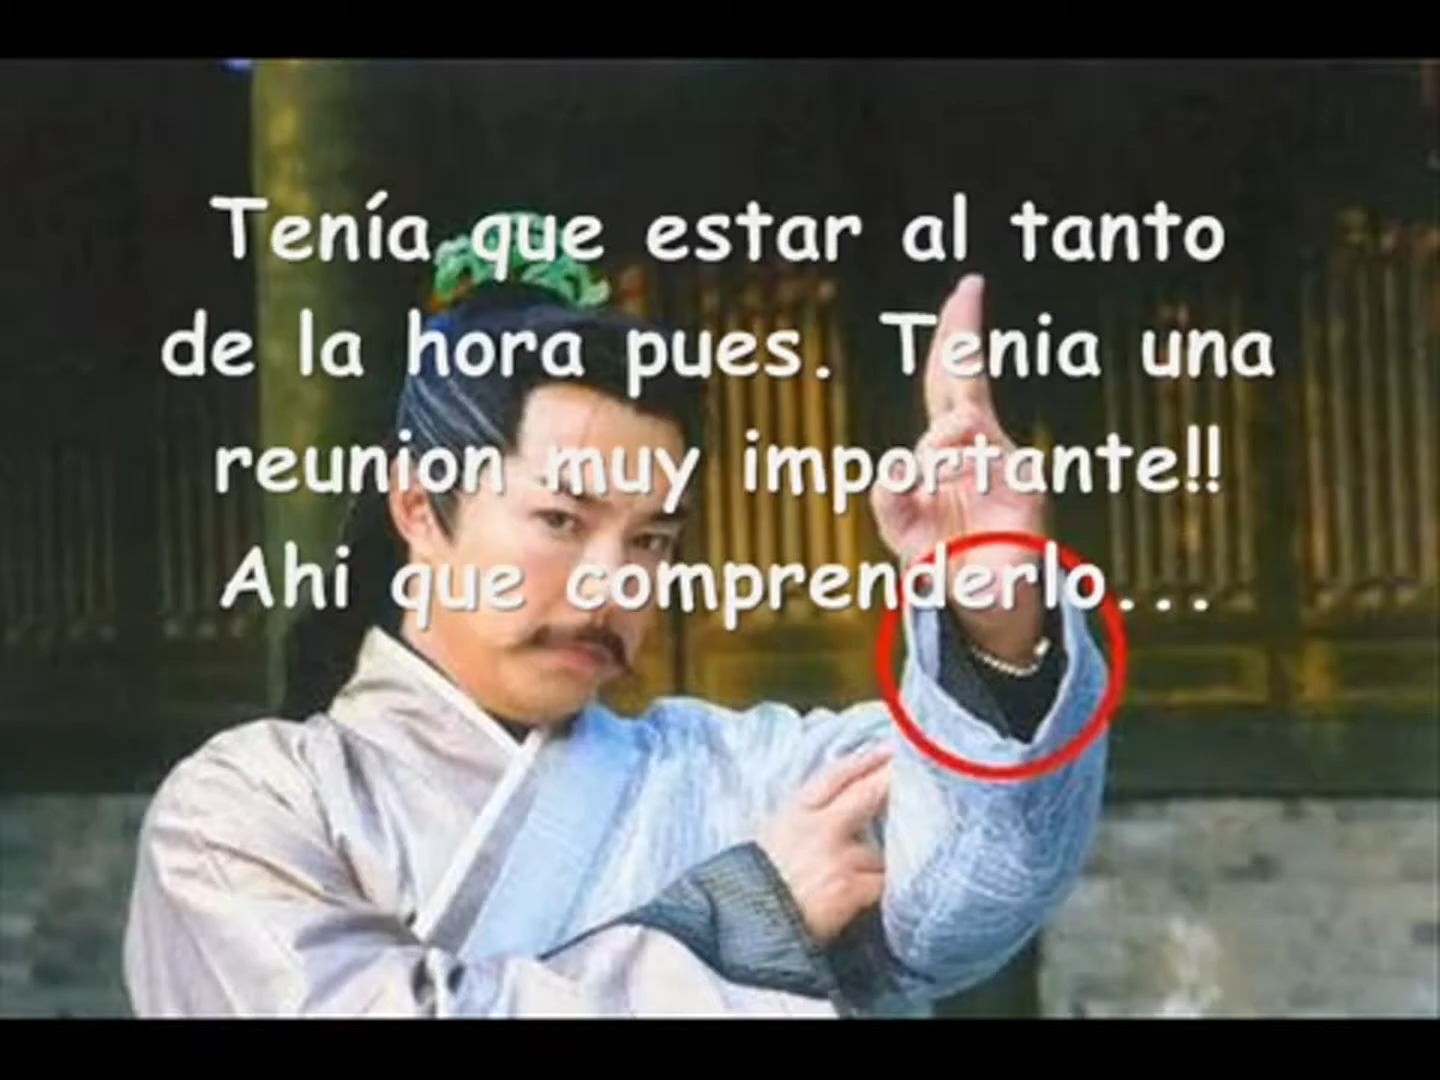 Tenía que estar al tanto
de la hora pues. Tenia una
reunion muy importante!!
Ahi que comprenderlo...